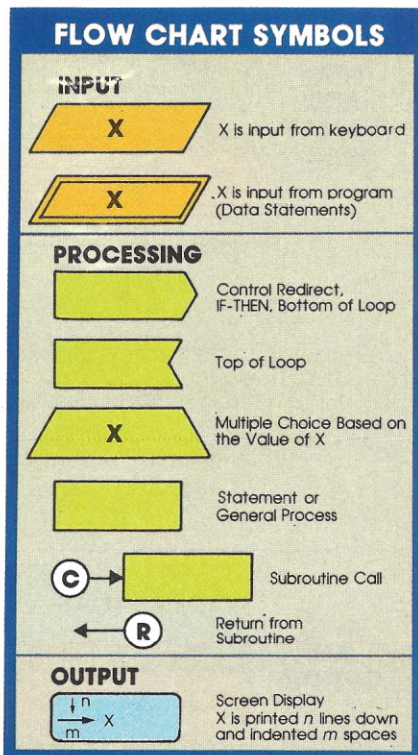 FLOW CHART SYMBOLS
INPUT
X
X is input from keyboard
X
X is input from program
(Data Statements)
PROCESSING
Control Redirect,
IF-THEN, Bottom of Loop
Top of Loop
X
Multiple Choice Based on
the Value of X
Statement or
General Process
C
Subroutine Call
R
Return from
Subroutine
OUTPUT
n
m
X
Screen Display
X is printed n lines down
and indented m spaces